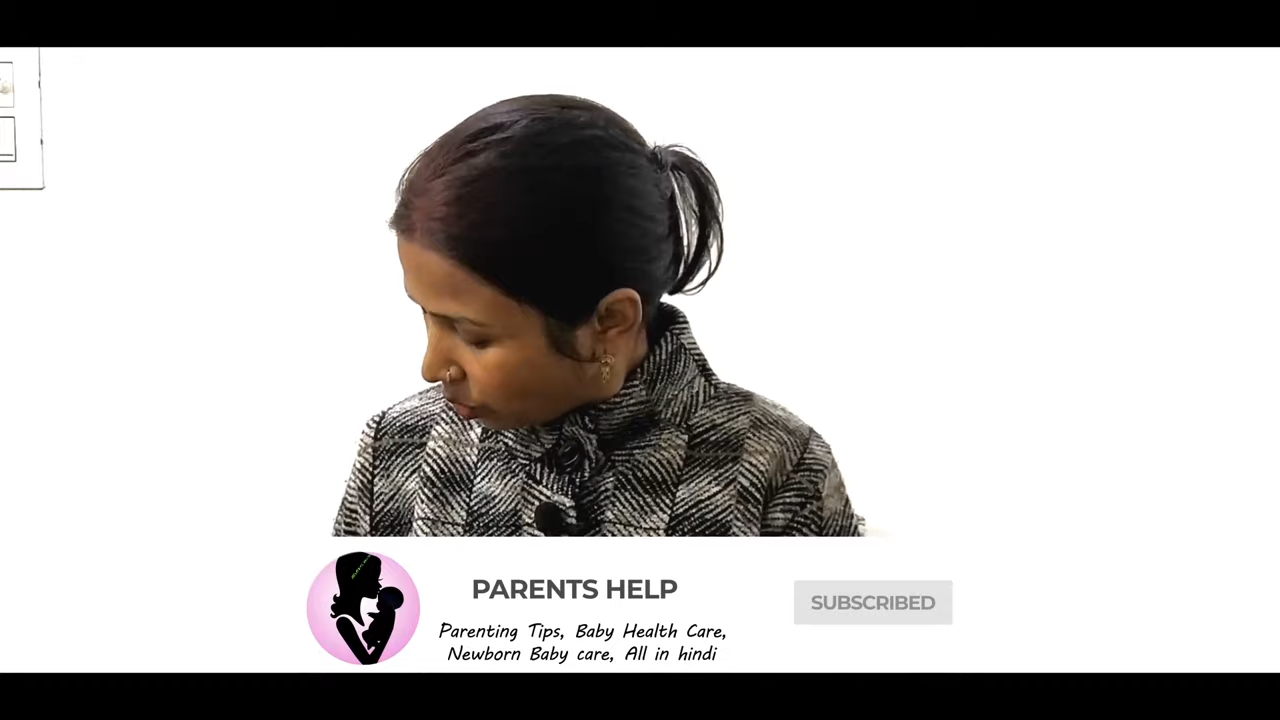 PARENTS HELP
SUBSCRIBED
Parenting Tips, Baby Health Care,
Newborn Baby care, All in hindi